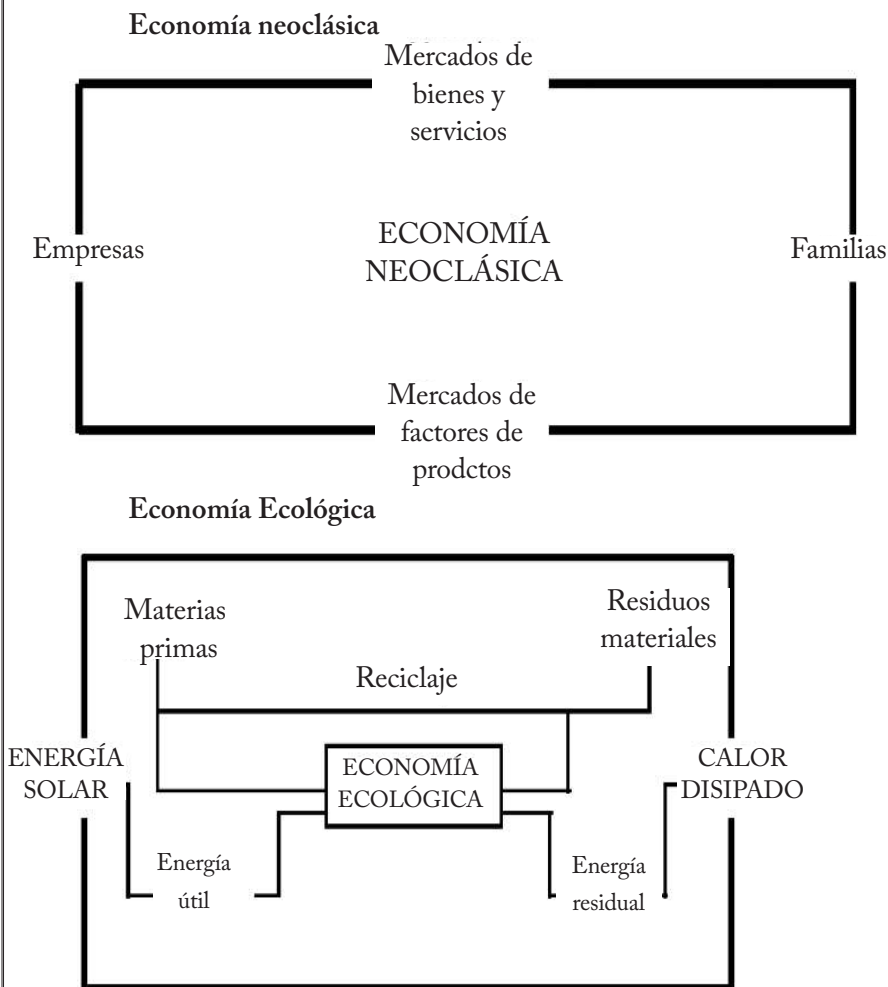 Economía neoclásica
Mercados de
bienes y
servicios
Empresas
ECONOMÍA
NEOCLÁSICA
Familias
Mercados de
factores de
prodctos
Economía Ecológica
Materias
primas
Residuos
materiales
Reciclaje
ENERGÍA
SOLAR
ECONOMÍA
ECOLÓGICA
CALOR
DISIPADO
Energía
útil
Energía
residual